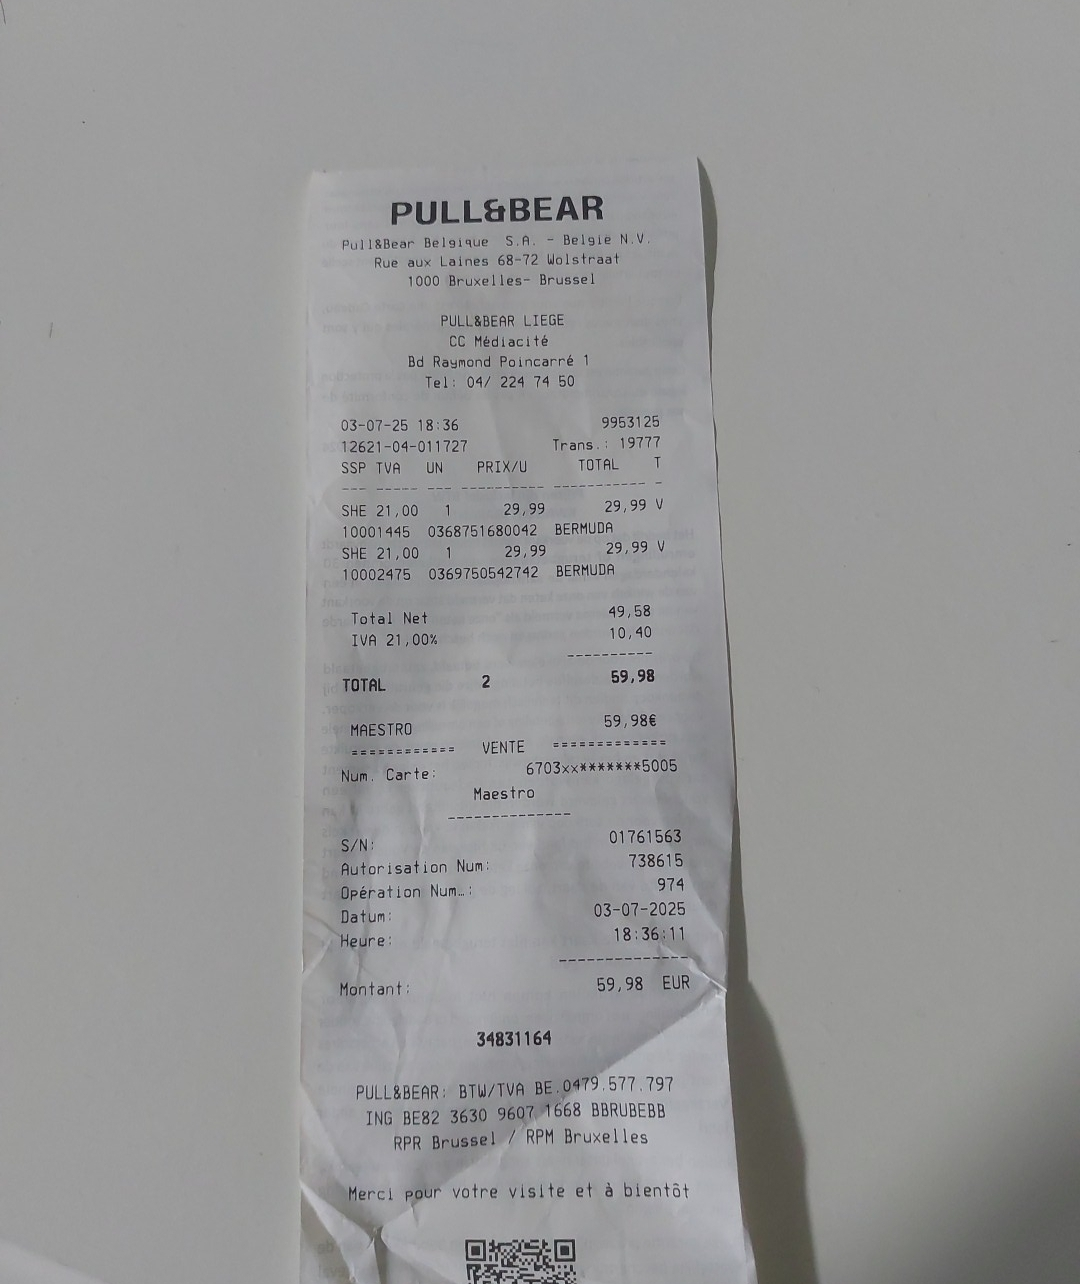 PULL&BEAR
Pull&Bear Belgique S.A. - Belgie N.V.
Rue aux Laines 68-72 Wolstraat
1000 Bruxelles- Brussel
PULL&BEAR LIEGE
CC Médiacité
Bd Raymond Poincarré 1
Tel: 04/ 224 74 50
03-07-25 18:36 9953125
12621-04-011727 Trans.: 19777
SSP TVA UN PRIX/U TOTAL T
--- ----- --- ---------- ----------- -
SHE 21,00 1 29,99 29,99 V
10001445 0368751680042 BERMUDA
SHE 21,00 1 29,99 29,99 V
10002475 0369750542742 BERMUDA
Total Net 49,58
IVA 21,00% 10,40
----------
TOTAL 2 59,98
MAESTRO 59,98€
============ VENTE =============
Num. Carte: 6703xx*******5005
Maestro
--------------
S/N: 01761563
Autorisation Num: 738615
Opération Num…: 974
Datum: 03-07-2025
Heure: 18:36:11
--------------
Montant: 59,98 EUR
34831164
PULL&BEAR: BTW/TVA BE.0479.577.797
ING BE82 3630 9607 1668 BBRUBEBB
RPR Brussel / RPM Bruxelles
Merci pour votre visite et à bientôt